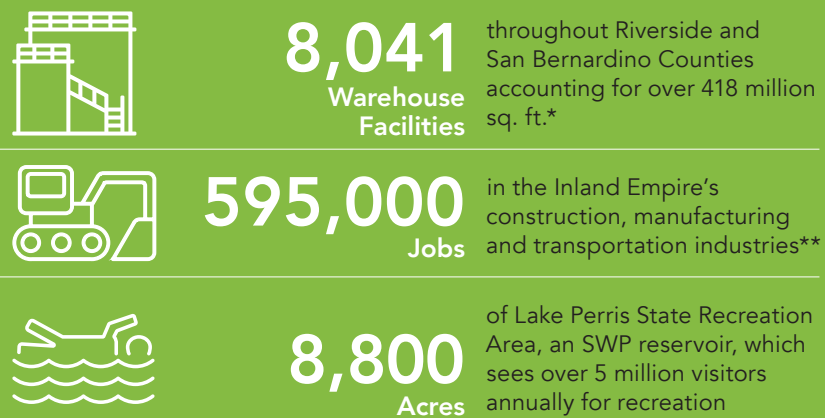 8,041
Warehouse
Facilities
throughout Riverside and
San Bernardino Counties
accounting for over 418 million
sq. ft.*
595,000
Jobs
in the Inland Empire's
construction, manufacturing
and transportation industries**
8,800
Acres
of Lake Perris State Recreation
Area, an SWP reservoir, which
sees over 5 million visitors
annually for recreation